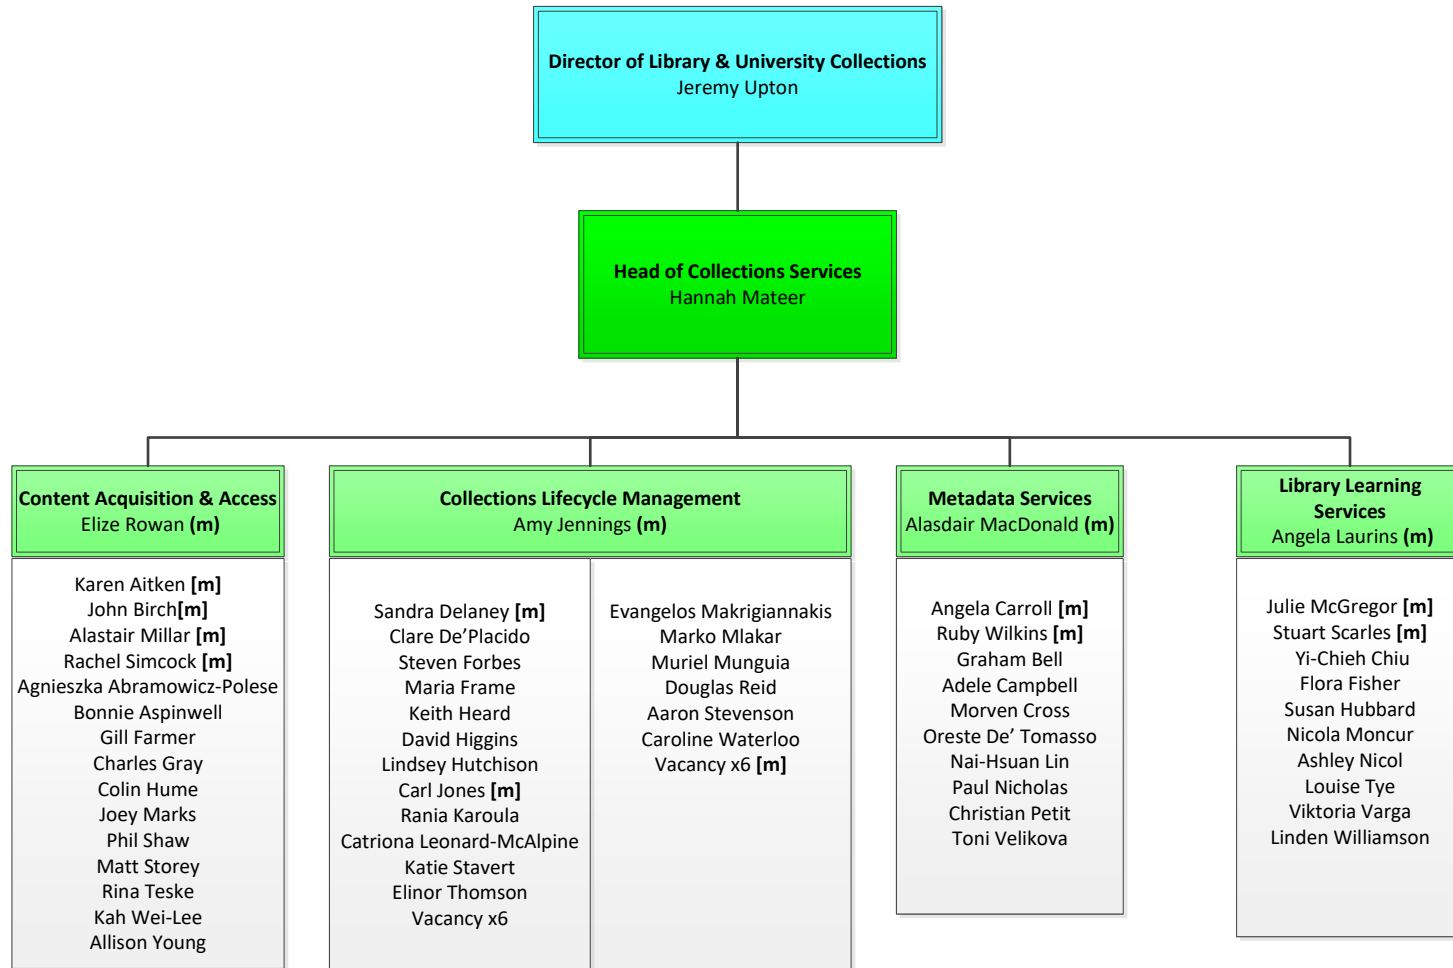 Director of Library & University Collections
Jeremy Upton
Head of Collections Services
Hannah Mateer
Content Acquisition & Access
Elize Rowan (m)
Karen Aitken [m]
John Birch[m]
Alastair Millar [m]
Rachel Simcock [m]
Agnieszka Abramowicz-Polese
Bonnie Aspinwell
Gill Farmer
Charles Gray
Colin Hume
Joey Marks
Phil Shaw
Matt Storey
Rina Teske
Kah Wei-Lee
Allison Young
Collections Lifecycle Management
Amy Jennings (m)
Sandra Delaney [m]
Clare De’Placido
Steven Forbes
Maria Frame
Keith Heard
David Higgins
Lindsey Hutchison
Carl Jones [m]
Rania Karoula
Catriona Leonard-McAlpine
Katie Stavert
Elinor Thomson
Vacancy x6
Evangelos Makrigiannakis
Marko Mlakar
Muriel Munguia
Douglas Reid
Aaron Stevenson
Caroline Waterloo
Vacancy x6 [m]
Metadata Services
Alasdair MacDonald (m)
Angela Carroll [m]
Ruby Wilkins [m]
Graham Bell
Adele Campbell
Morven Cross
Oreste De’ Tomasso
Nai-Hsuan Lin
Paul Nicholas
Christian Petit
Toni Velikova
Library Learning
Services
Angela Laurins (m)
Julie McGregor [m]
Stuart Scarles [m]
Yi-Chieh Chiu
Flora Fisher
Susan Hubbard
Nicola Moncur
Ashley Nicol
Louise Tye
Viktoria Varga
Linden Williamson